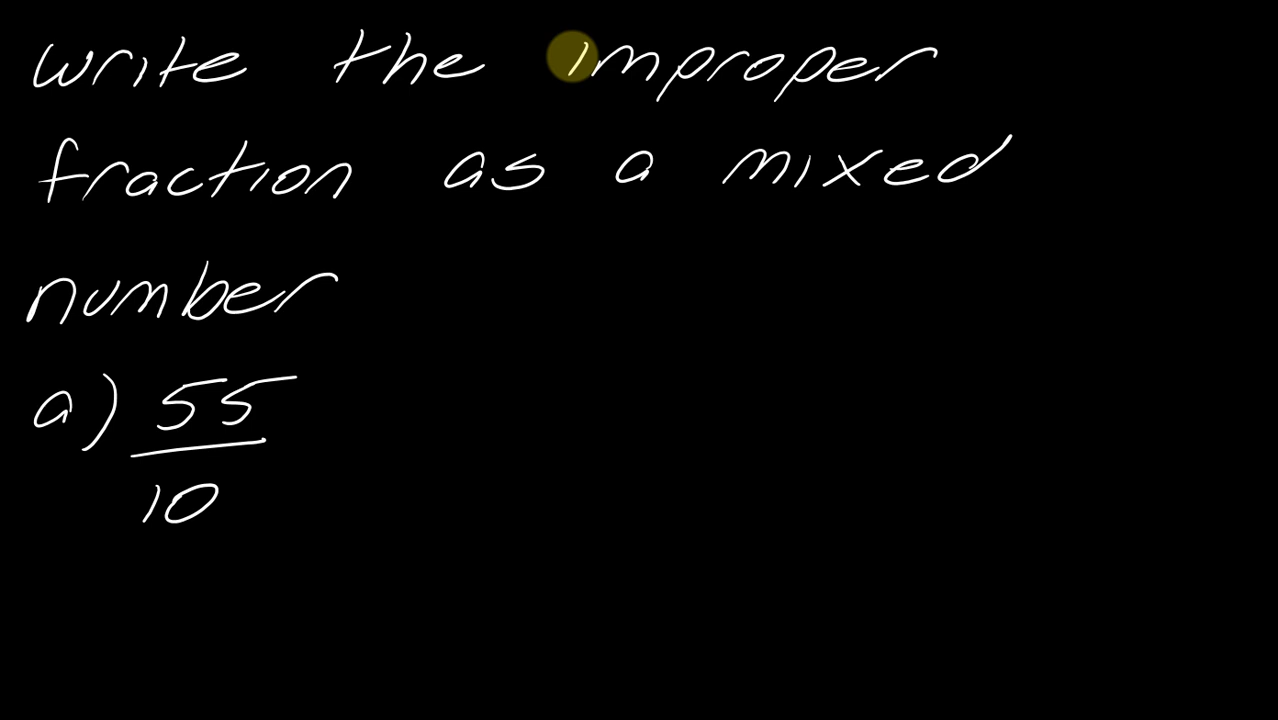 write the improper
fraction as a mixed
number
a) 55
10